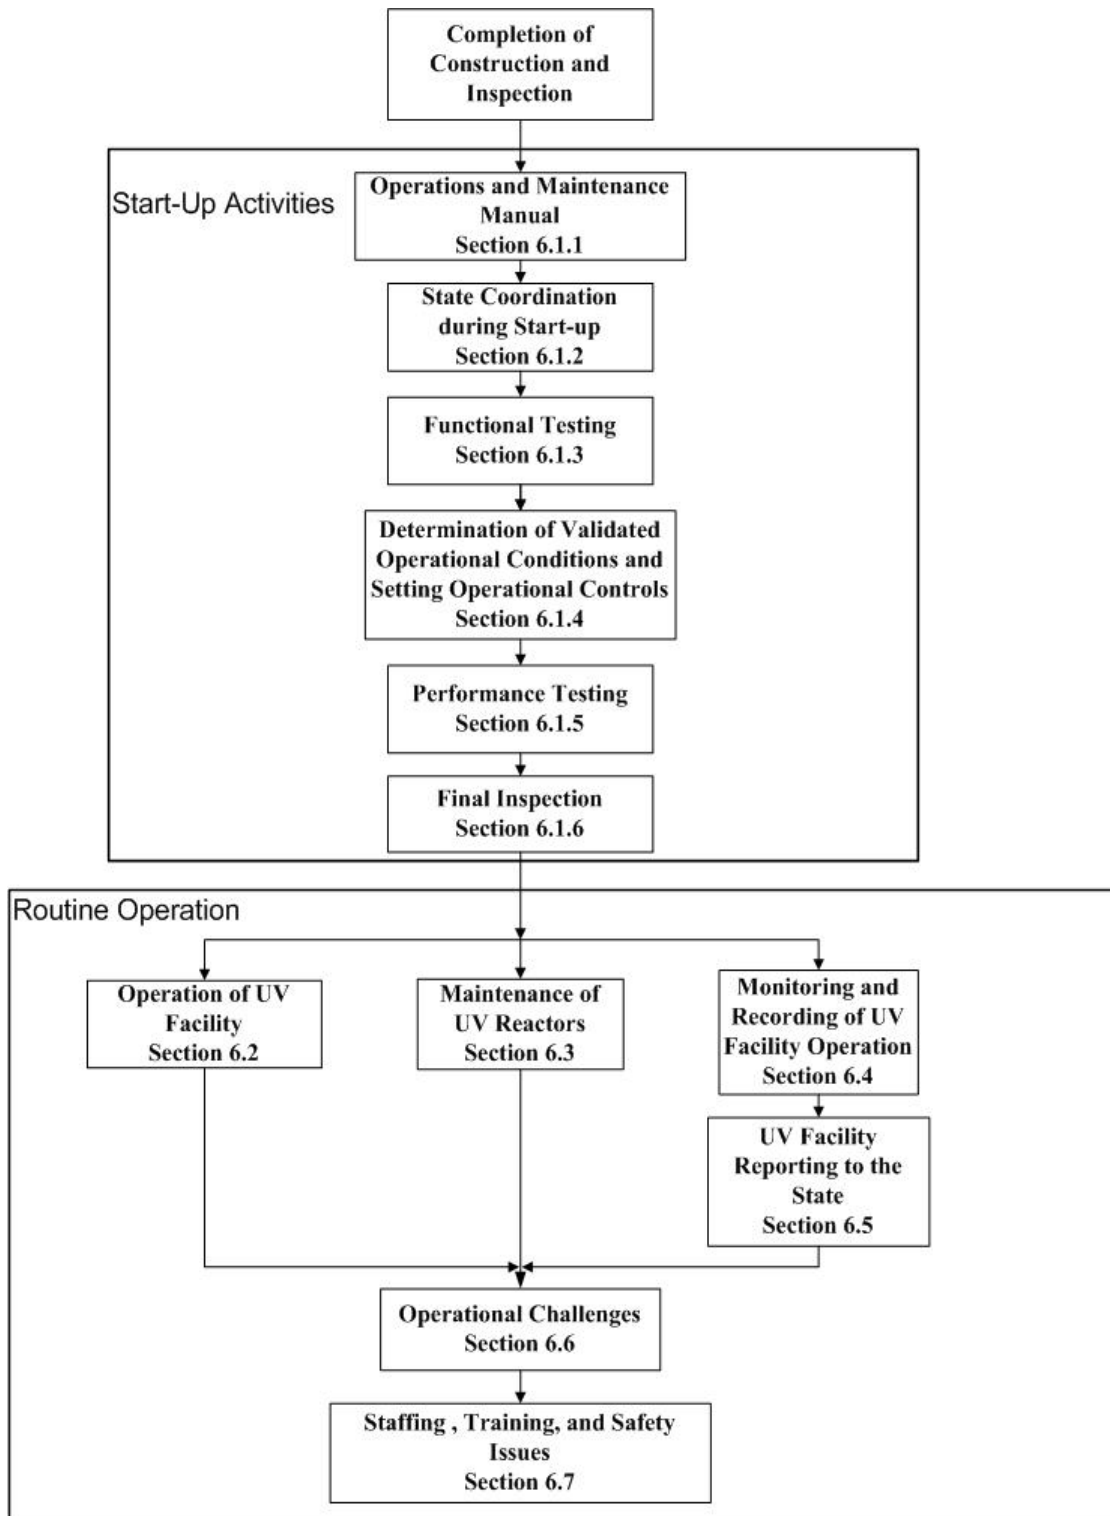 Completion of
Construction and
Inspection
Start-Up Activities
Operations and Maintenance
Manual
Section 6.1.1
State Coordination
during Start-up
Section 6.1.2
Functional Testing
Section 6.1.3
Determination of Validated
Operational Conditions and
Setting Operational Controls
Section 6.1.4
Performance Testing
Section 6.1.5
Final Inspection
Section 6.1.6
Routine Operation
Operation of UV
Facility
Section 6.2
Maintenance of
UV Reactors
Section 6.3
Monitoring and
Recording of UV
Facility Operation
Section 6.4
UV Facility
Reporting to the
State
Section 6.5
Operational Challenges
Section 6.6
Staffing , Training, and Safety
Issues
Section 6.7